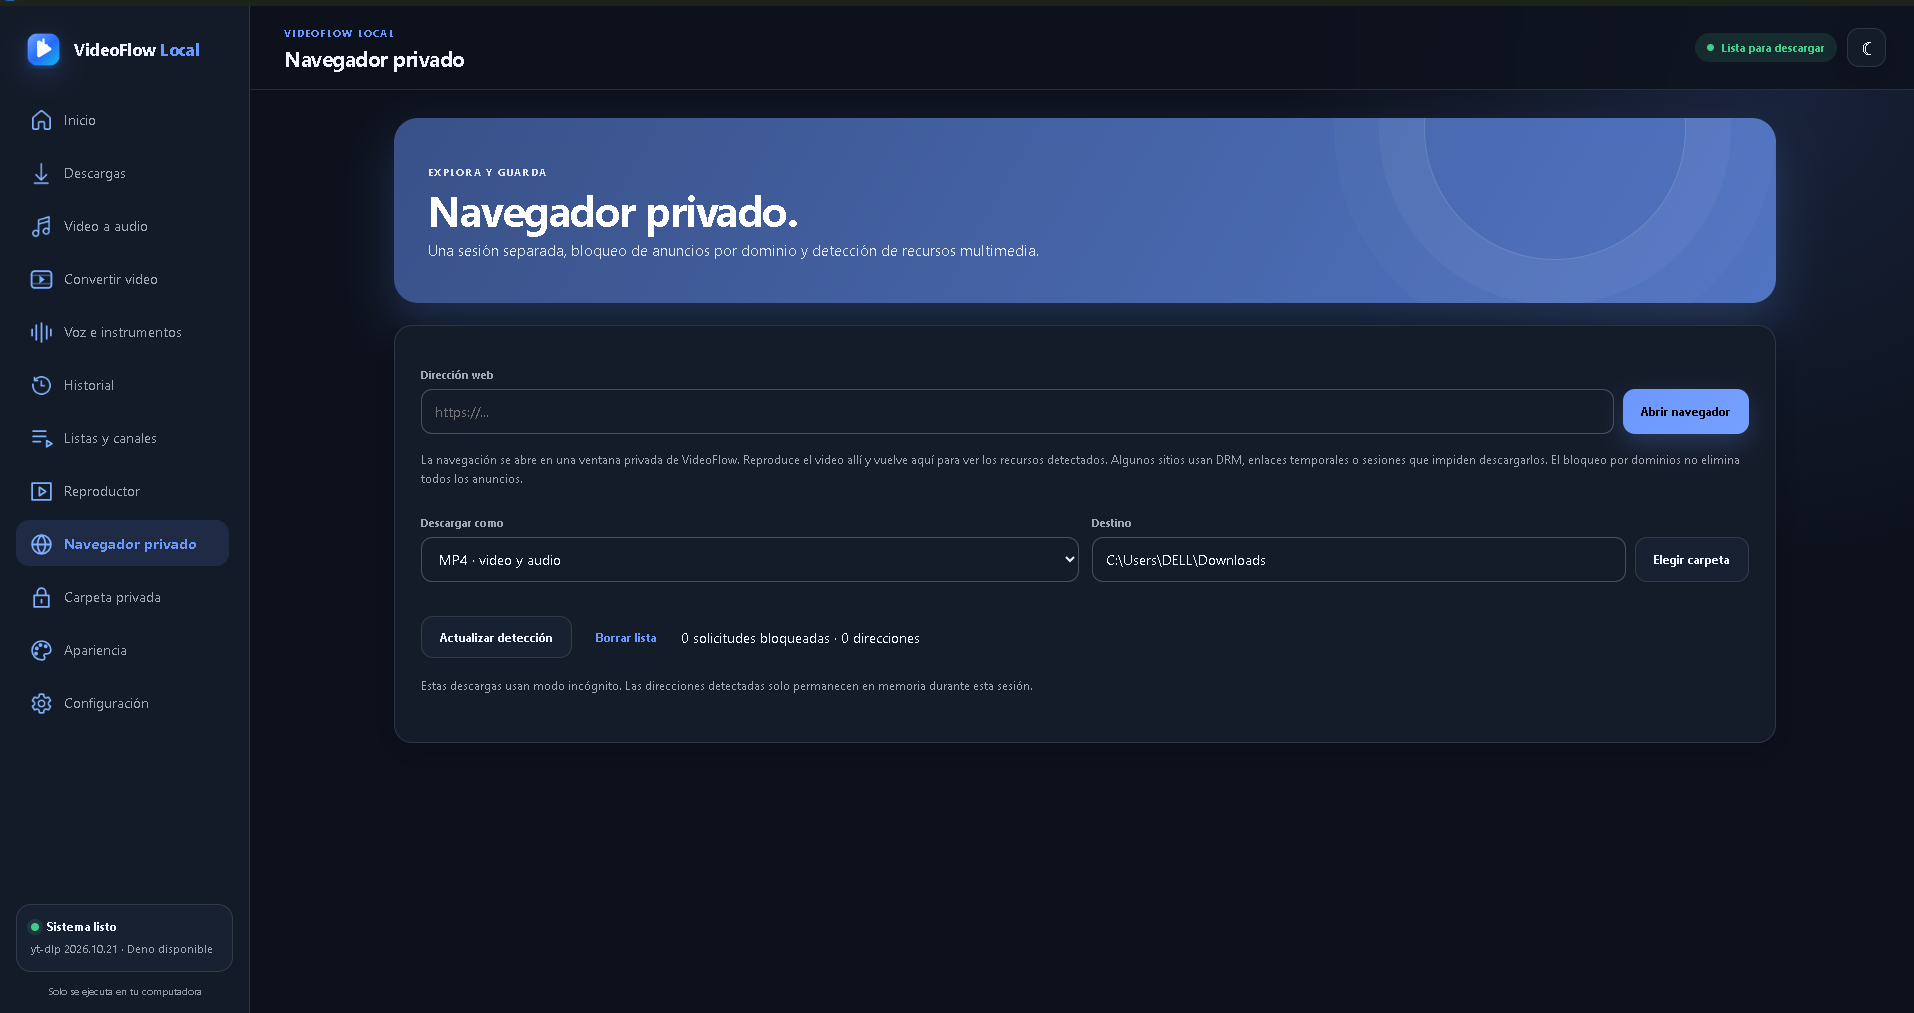 VideoFlow Local
Inicio
Descargas
Video a audio
Convertir video
Voz e instrumentos
Historial
Listas y canales
Reproductor
Navegador privado
Carpeta privada
Apariencia
Configuración
Sistema listo
yt-dlp 2026.10.21 · Deno disponible
Solo se ejecuta en tu computadora
VIDEOFLOW LOCAL
Navegador privado
Lista para descargar
EXPLORA Y GUARDA
Navegador privado.
Una sesión separada, bloqueo de anuncios por dominio y detección de recursos multimedia.
Dirección web
https://...
Abrir navegador
La navegación se abre en una ventana privada de VideoFlow. Reproduce el video allí y vuelve aquí para ver los recursos detectados. Algunos sitios usan DRM, enlaces temporales o sesiones que impiden descargarlos. El bloqueo por dominios no elimina
todos los anuncios.
Descargar como
MP4 · video y audio
Destino
C:\Users\DELL\Downloads
Elegir carpeta
Actualizar detección
Borrar lista
0 solicitudes bloqueadas · 0 direcciones
Estas descargas usan modo incógnito. Las direcciones detectadas solo permanecen en memoria durante esta sesión.